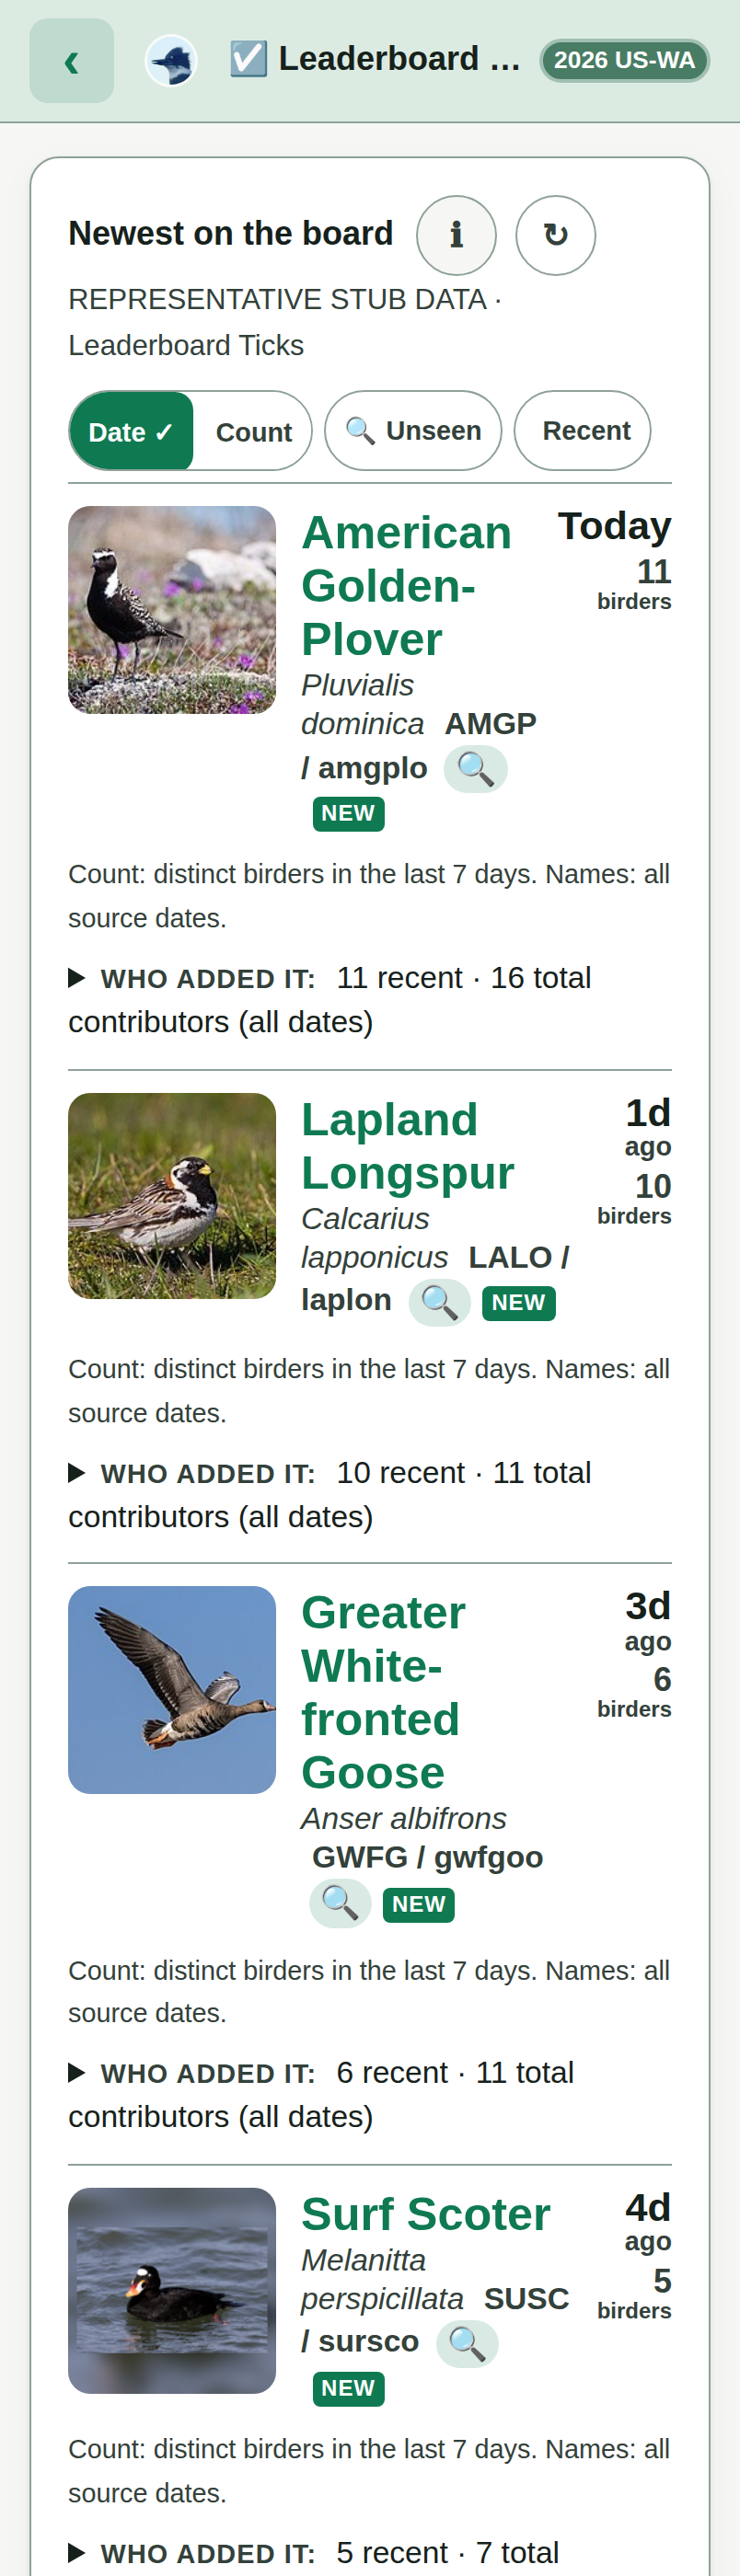 ‹ ☑️ Leaderboard … 2026 US-WA
Newest on the board ℹ ↻
REPRESENTATIVE STUB DATA ·
Leaderboard Ticks
Date ✓ Count 🔍 Unseen Recent
American
Golden-
Plover
Pluvialis
dominica AMGP
/ amgplo 🔍
NEW
Today
11
birders
Count: distinct birders in the last 7 days. Names: all
source dates.
▶ WHO ADDED IT: 11 recent · 16 total
contributors (all dates)
Lapland
Longspur
Calcarius
lapponicus LALO /
laplon 🔍 NEW
1d
ago
10
birders
Count: distinct birders in the last 7 days. Names: all
source dates.
▶ WHO ADDED IT: 10 recent · 11 total
contributors (all dates)
Greater
White-
fronted
Goose
Anser albifrons
GWFG / gwfgoo
🔍 NEW
3d
ago
6
birders
Count: distinct birders in the last 7 days. Names: all
source dates.
▶ WHO ADDED IT: 6 recent · 11 total
contributors (all dates)
Surf Scoter
Melanitta
perspicillata SUSC
/ sursco 🔍
NEW
4d
ago
5
birders
Count: distinct birders in the last 7 days. Names: all
source dates.
▶ WHO ADDED IT: 5 recent · 7 total